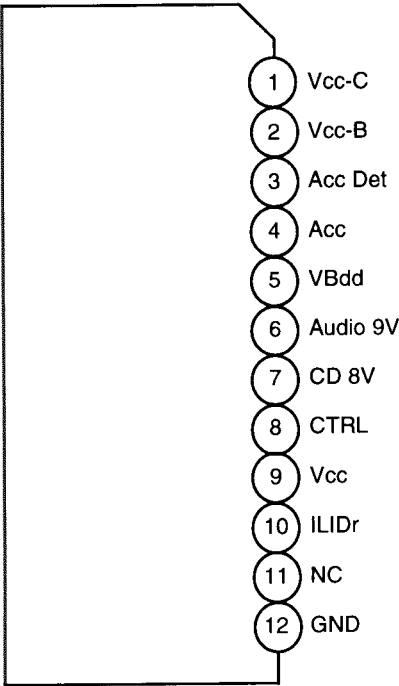 1 Vcc-C
2 Vcc-B
3 Acc Det
4 Acc
5 VBdd
6 Audio 9V
7 CD 8V
8 CTRL
9 Vcc
10 ILIDr
11 NC
12 GND